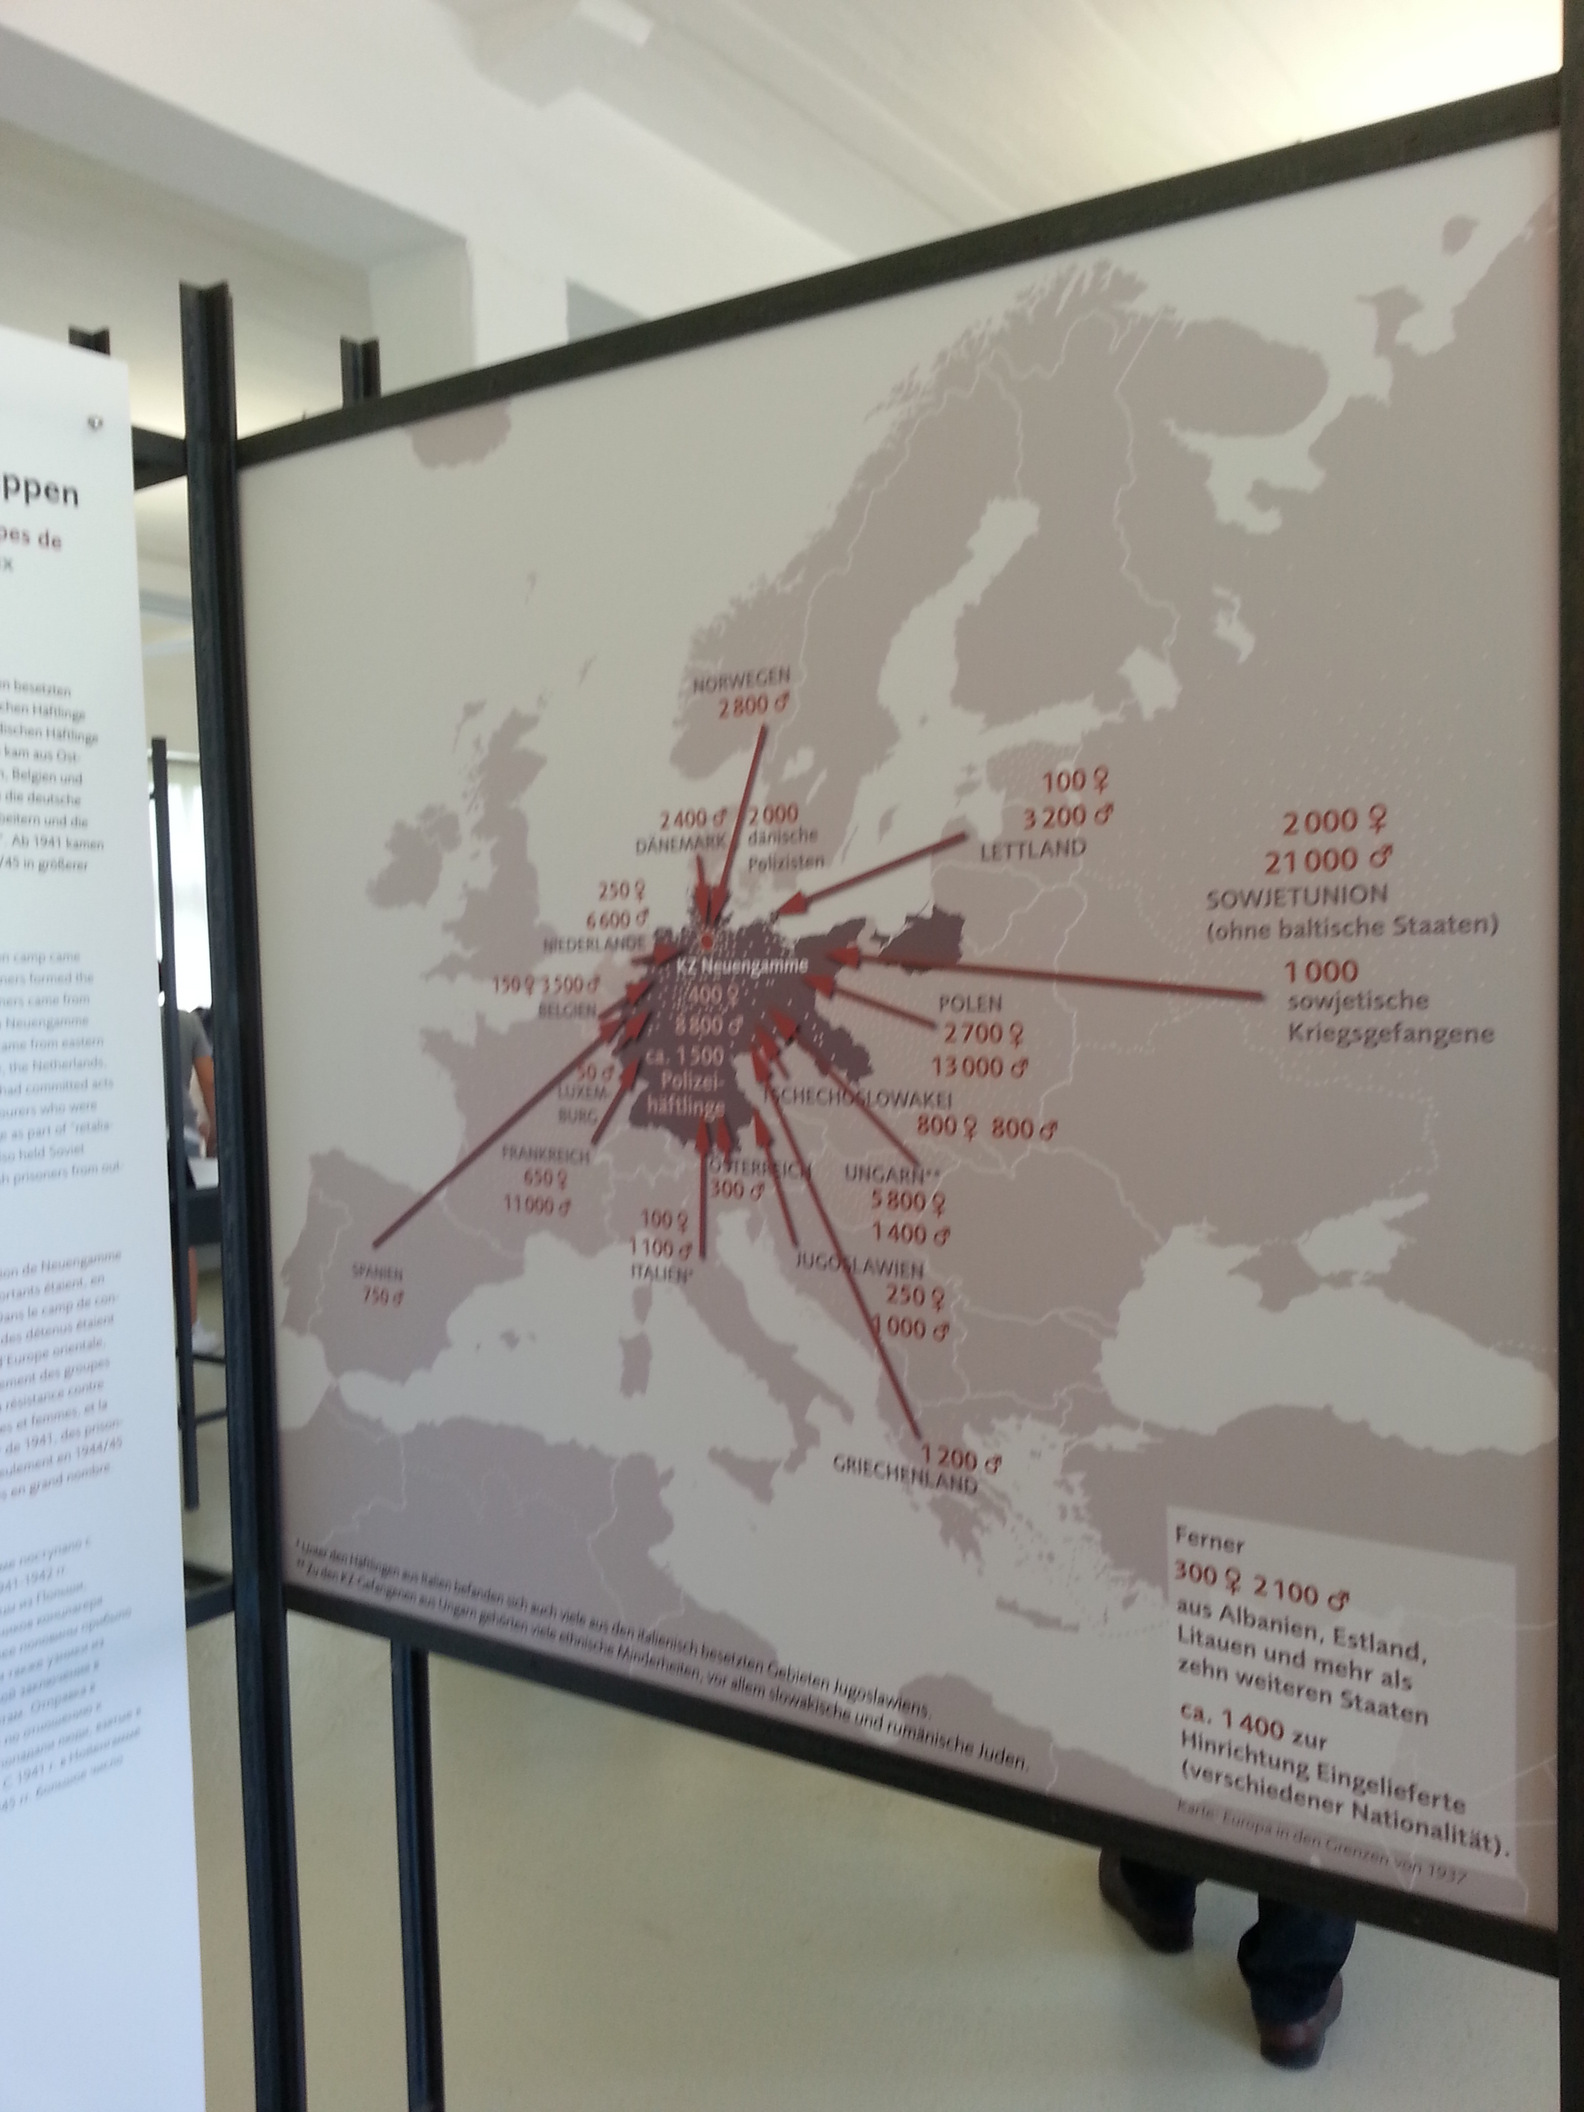 ppen
pes de
x
n besetzten
chen Häftlinge
dischen Häftlinge
kam aus Ost-
n, Belgien und
die deutsche
beitern und die
". Ab 1941 kamen
/45 in größerer
on camp came
ners formed the
ners came from
Neuengamme
came from eastern
, the Netherlands,
had committed acts
surers who were
e as part of "retalia-
so held Soviet
h prisoners from out-
ion de Neuengamme
ortants étaient, en
Dans le camp de con-
des détenus étaient
d'Europe orientale,
ement des groupes
a résistance contre
es et femmes, et la
de 1941, des prison-
eulement en 1944/45
s en grand nombre.
NORWEGEN
2 800 ♂
2 400 ♂
DÄNEMARK
2 000
dänische
Polizisten
100 ♀
3 200 ♂
LETTLAND
2 000 ♀
21 000 ♂
SOWJETUNION
(ohne baltische Staaten)
1 000
sowjetische
Kriegsgefangene
250 ♀
6 600 ♂
NIEDERLANDE
150 ♀ 3 500 ♂
BELGIEN
KZ Neuengamme
400 ♀
8 800 ♂
ca. 1 500
Polizei-
häftlinge
POLEN
2 700 ♀
13 000 ♂
50 ♂
LUXEM-
BURG
TSCHECHOSLOWAKEI
800 ♀ 800 ♂
FRANKREICH
650 ♀
11 000 ♂
ÖSTERREICH
300 ♂
UNGARN**
5 800 ♀
1 400 ♂
100 ♀
1 100 ♂
ITALIEN*
JUGOSLAWIEN
250 ♀
1 000 ♂
SPANIEN
750 ♂
1 200 ♂
GRIECHENLAND
* Unter den Häftlingen aus Italien befanden sich auch viele aus den italienisch besetzten Gebieten Jugoslawiens.
** Zu den KZ-Gefangenen aus Ungarn gehörten viele ethnische Minderheiten, vor allem slowakische und rumänische Juden.
Ferner
300 ♀ 2 100 ♂
aus Albanien, Estland,
Litauen und mehr als
zehn weiteren Staaten
ca. 1 400 zur
Hinrichtung Eingelieferte
(verschiedener Nationalität).
Karte: Europa in den Grenzen von 1937